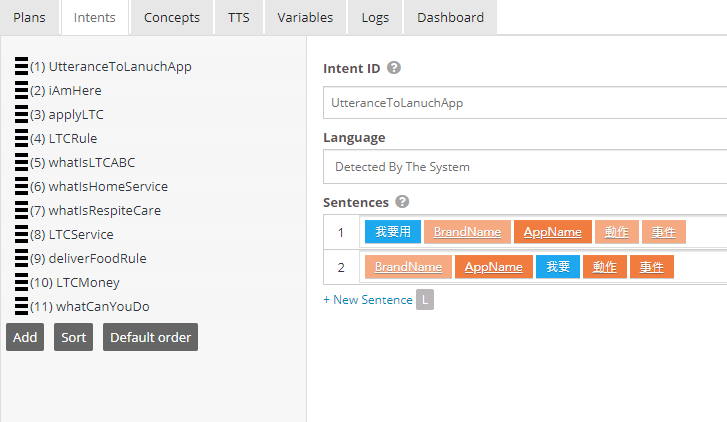 Plans Intents Concepts TTS Variables Logs Dashboard
(1) UtteranceToLanuchApp
(2) iAmHere
(3) applyLTC
(4) LTCRule
(5) whatIsLTCABC
(6) whatIsHomeService
(7) whatIsRespiteCare
(8) LTCService
(9) deliverFoodRule
(10) LTCMoney
(11) whatCanYouDo
Add Sort Default order
Intent ID ?
UtteranceToLanuchApp
Language
Detected By The System
Sentences ?
1 我要用 BrandName AppName 動作 事件
2 BrandName AppName 我要 動作 事件
+ New Sentence L